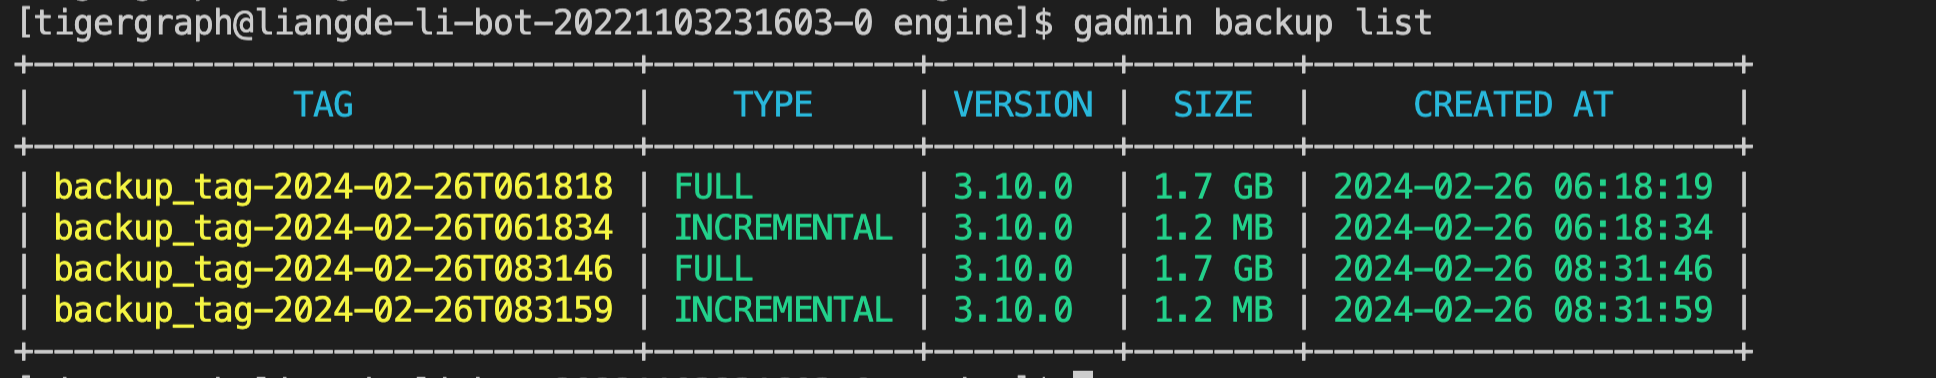 [tigergraph@liangde-li-bot-20221103231603-0 engine]$ gadmin backup list
+------------------------------+-------------+---------+--------+---------------------+
| TAG | TYPE | VERSION | SIZE | CREATED AT |
+------------------------------+-------------+---------+--------+---------------------+
| backup_tag-2024-02-26T061818 | FULL | 3.10.0 | 1.7 GB | 2024-02-26 06:18:19 |
| backup_tag-2024-02-26T061834 | INCREMENTAL | 3.10.0 | 1.2 MB | 2024-02-26 06:18:34 |
| backup_tag-2024-02-26T083146 | FULL | 3.10.0 | 1.7 GB | 2024-02-26 08:31:46 |
| backup_tag-2024-02-26T083159 | INCREMENTAL | 3.10.0 | 1.2 MB | 2024-02-26 08:31:59 |
+------------------------------+-------------+---------+--------+---------------------+